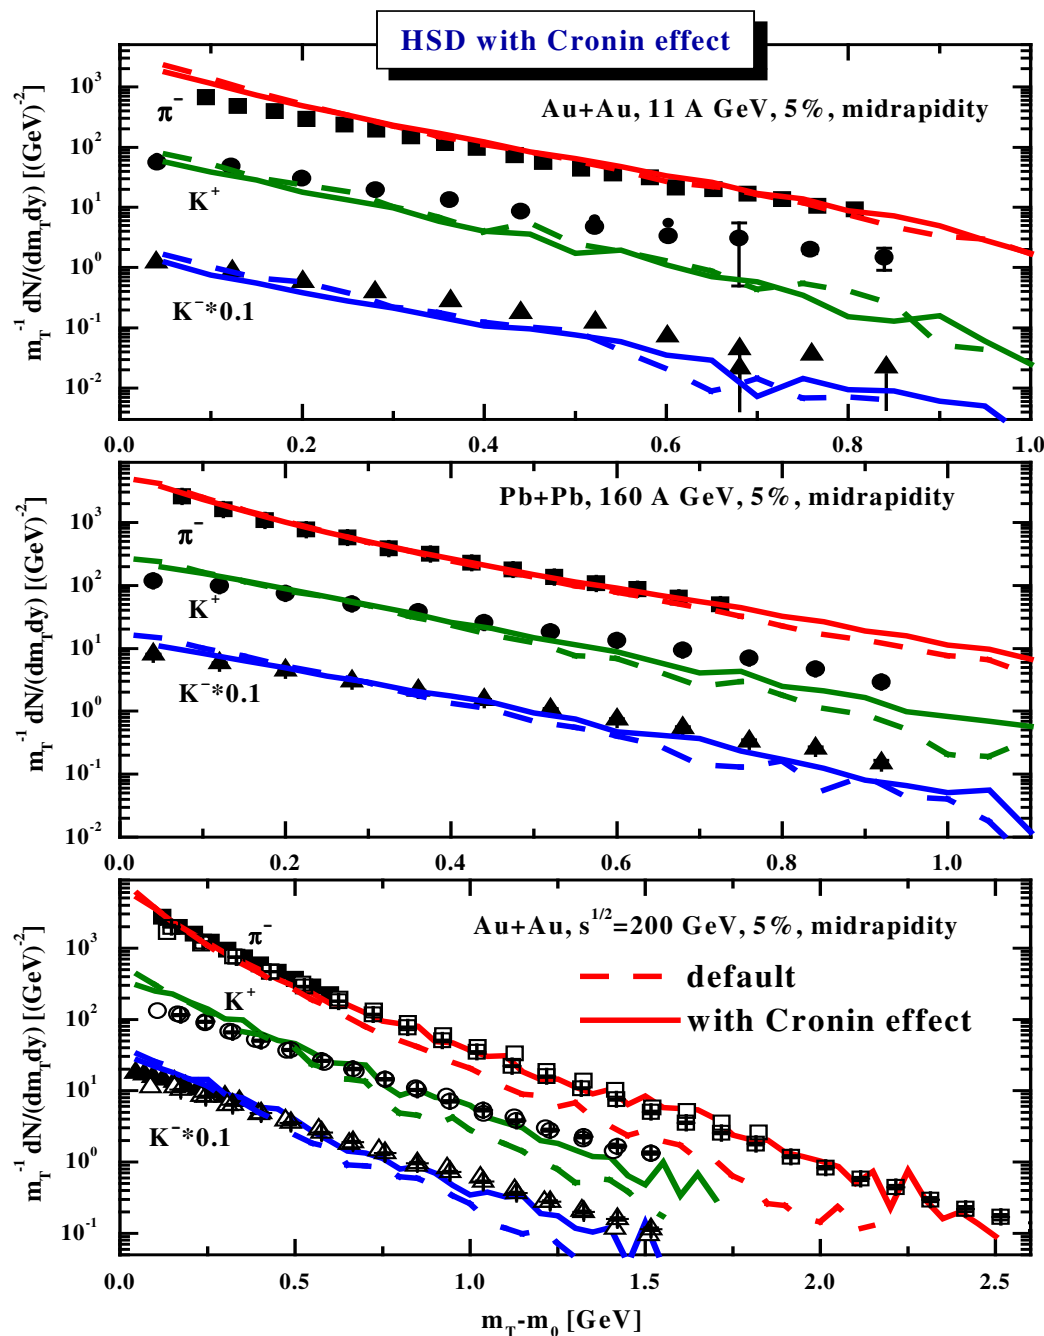 HSD with Cronin effect
Au+Au, 11 A GeV, 5%, midrapidity
π⁻
K⁺
K⁻*0.1
m_T⁻¹ dN/(dm_T dy) [(GeV)⁻²]
10³
10²
10¹
10⁰
10⁻¹
10⁻²
0.0 0.2 0.4 0.6 0.8 1.0
Pb+Pb, 160 A GeV, 5%, midrapidity
π⁻
K⁺
K⁻*0.1
m_T⁻¹ dN/(dm_T dy) [(GeV)⁻²]
10³
10²
10¹
10⁰
10⁻¹
10⁻²
0.0 0.2 0.4 0.6 0.8 1.0
Au+Au, s^1/2=200 GeV, 5%, midrapidity
π⁻
default
K⁺
with Cronin effect
K⁻*0.1
m_T⁻¹ dN/(dm_T dy) [(GeV)⁻²]
10³
10²
10¹
10⁰
10⁻¹
0.0 0.5 1.0 1.5 2.0 2.5
m_T-m_0 [GeV]